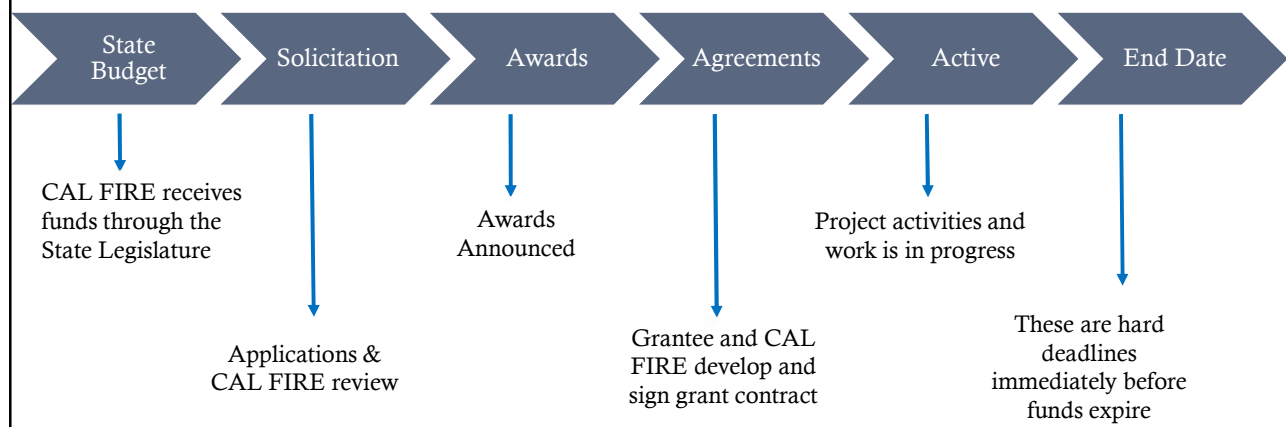 State
Budget
Solicitation
Awards
Agreements
Active
End Date
CAL FIRE receives
funds through the
State Legislature
Applications &
CAL FIRE review
Awards
Announced
Grantee and CAL
FIRE develop and
sign grant contract
Project activities and
work is in progress
These are hard
deadlines
immediately before
funds expire